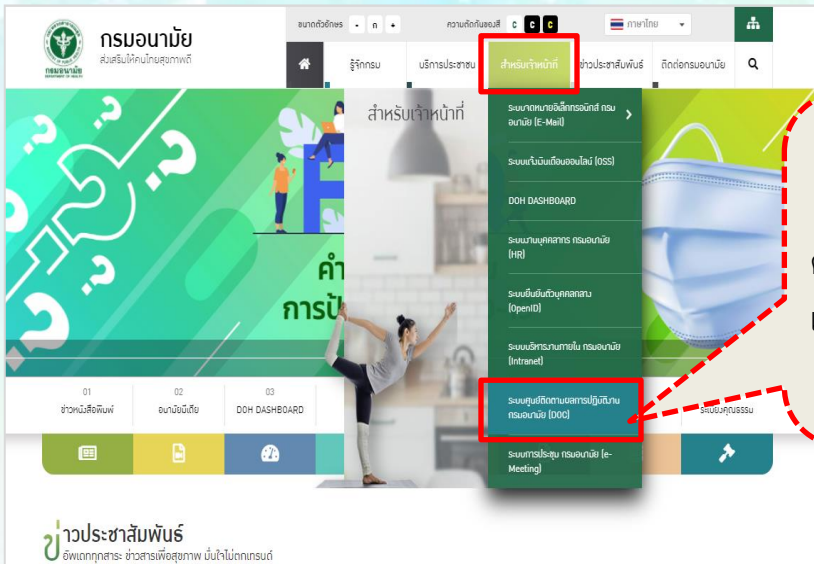 ขนาดตัวอักษร - ก +
ความตัดกันของสี C C C
ภาษาไทย
กรมอนามัย
ส่งเสริมให้คนไทยสุขภาพดี
กรมอนามัย
DEPARTMENT OF HEALTH
รู้จักกรม
บริการประชาชน
สำหรับเจ้าหน้าที่
ข่าวประชาสัมพันธ์
ติดต่อกรมอนามัย
สำหรับเจ้าหน้าที่
ระบบจดหมายอิเล็กทรอนิกส์ กรม
อนามัย (E-Mail)
ระบบแจ้งเงินเดือนออนไลน์ (OSS)
DOH DASHBOARD
ระบบงานบุคคลากร กรมอนามัย
(HR)
ระบบยืนยันตัวบุคคลกลาง
(OpenID)
ระบบบริหารงานภายใน กรมอนามัย
(Intranet)
ระบบศูนย์ติดตามผลการปฏิบัติงาน
กรมอนามัย (DOC)
ระบบการประชุม กรมอนามัย (e-
Meeting)
01
ข่าวหนังสือพิมพ์
02
อนามัยมีเดีย
03
DOH DASHBOARD
ข่าวประชาสัมพันธ์
อัพเดททุกสาระ ข่าวสารเพื่อสุขภาพ มั่นใจไม่ตกเทรนด์